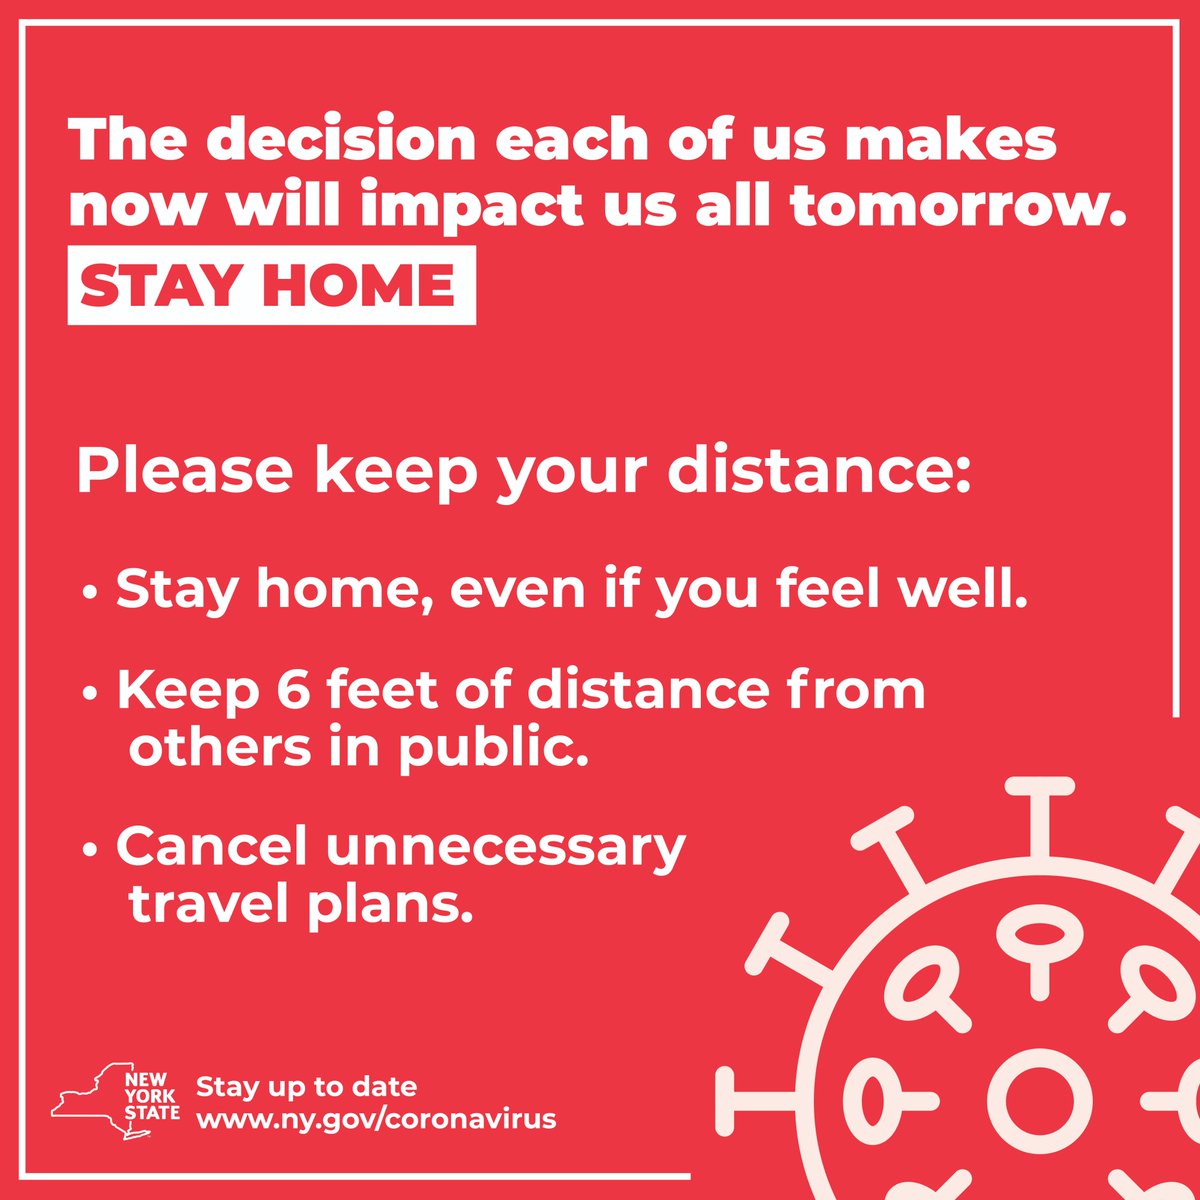 The decision each of us makes
now will impact us all tomorrow.
STAY HOME
Please keep your distance:
• Stay home, even if you feel well.
• Keep 6 feet of distance from
others in public.
• Cancel unnecessary
travel plans.
NEW
YORK
STATE
Stay up to date
www.ny.gov/coronavirus